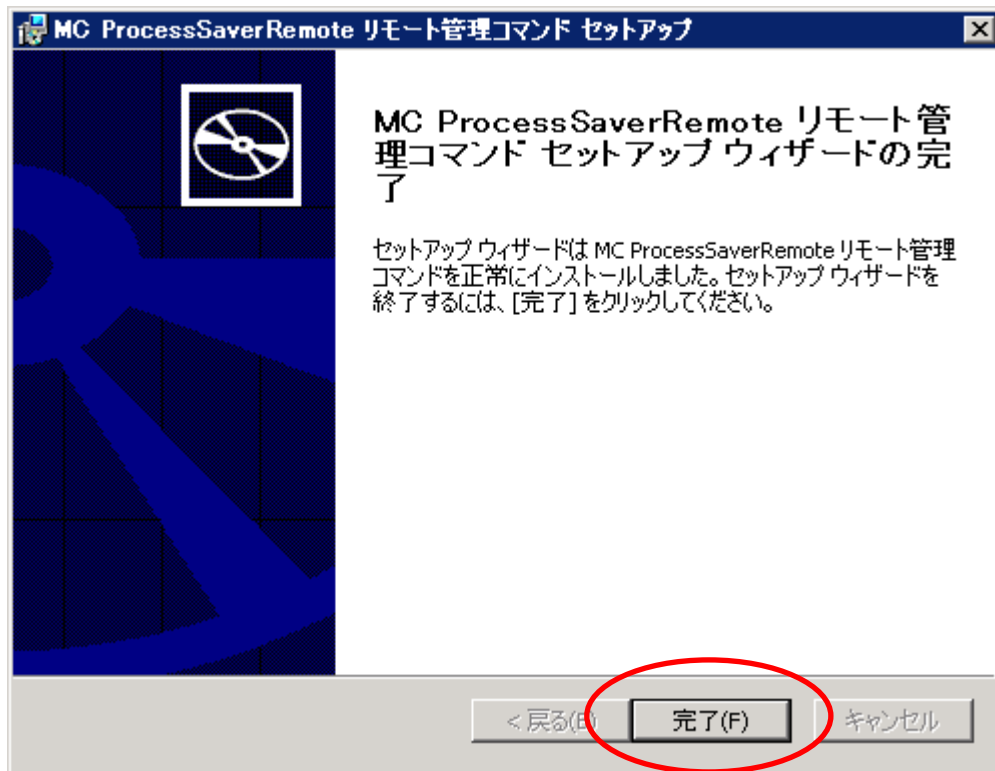 MC ProcessSaverRemote リモート管理コマンド セットアップ
MC ProcessSaverRemote リモート管
理コマンド セットアップ ウィザードの完
了
セットアップ ウィザードは MC ProcessSaverRemote リモート管理
コマンドを正常にインストールしました。セットアップ ウィザードを
終了するには、[完了] をクリックしてください。
< 戻る(B) 完了(F) キャンセル